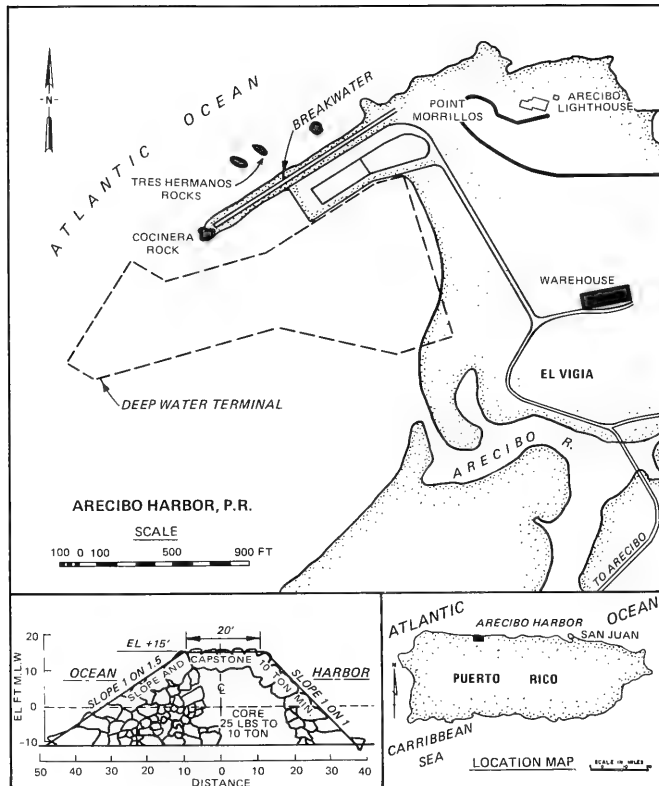 N
ATLANTIC OCEAN
BREAKWATER
TRES HERMANOS
ROCKS
COCINERA
ROCK
POINT
MORRILLOS
ARECIBO
LIGHTHOUSE
WAREHOUSE
EL VIGIA
DEEP WATER TERMINAL
ARECIBO R.
TO ARECIBO
ARECIBO HARBOR, P.R.
SCALE
100 0 100 500 900 FT
EL FT M.L.W
20
10
0
-10
EL +15'
20'
OCEAN
HARBOR
SLOPE 1 ON 1.5
SLOPE AND CAPSTONE 10 TON MIN
SLOPE 1 ON 1
CL
CORE
25 LBS TO
10 TON
50 40 30 20 10 0 10 20 30 40
DISTANCE
ATLANTIC OCEAN
ARECIBO HARBOR
SAN JUAN
PUERTO RICO
CARRIBBEAN
SEA
LOCATION MAP
SCALE IN MILES